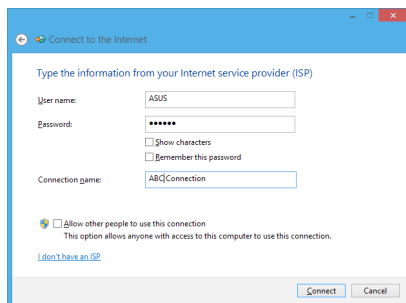 Connect to the Internet
Type the information from your Internet service provider (ISP)
User name: ASUS
Password: ••••••
Show characters
Remember this password
Connection name: ABC Connection
Allow other people to use this connection
This option allows anyone with access to this computer to use this connection.
I don't have an ISP
Connect Cancel